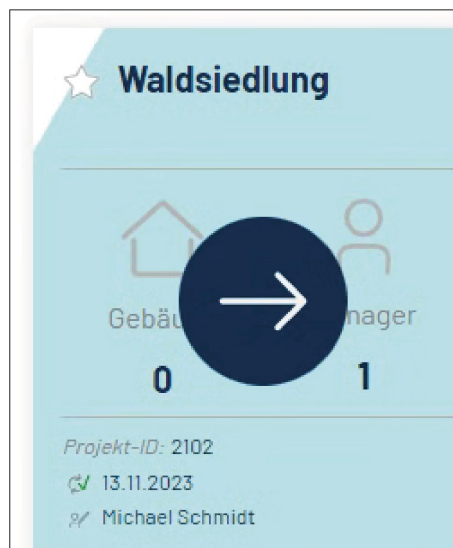 Waldsiedlung
Gebäu nager
0 1
Projekt-ID: 2102
13.11.2023
Michael Schmidt